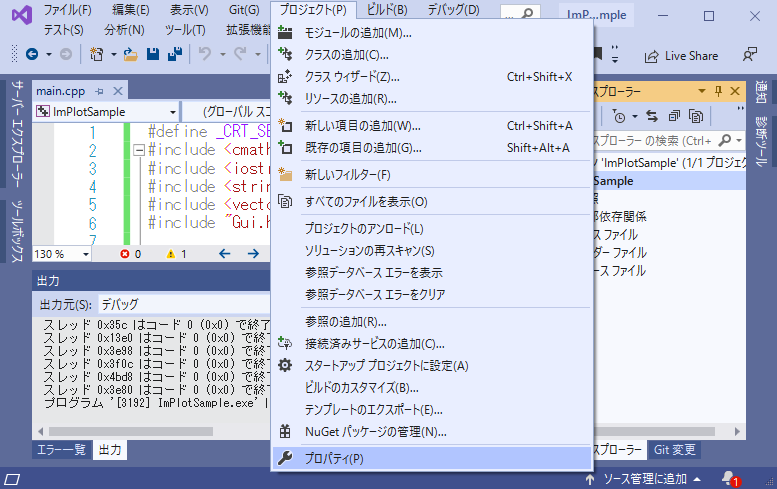 ファイル(F) 編集(E) 表示(V) Git(G) プロジェクト(P) ビルド(B) デバッグ(D) ... ImP...mple
テスト(S) 分析(N) ツール(T) 拡張機能
Live Share
main.cpp
ImPlotSample (グローバル スコ
1 #define _CRT_SE
2 #include <cmath
3 #include <iostr
4 #include <strin
5 #include <vecto
6 #include "Gui.h
7
130 % 0 1
出力
出力元(S): デバッグ
スレッド 0x35c はコード 0 (0x0) で終了
スレッド 0x13e0 はコード 0 (0x0) で終
スレッド 0x3e98 はコード 0 (0x0) で終
スレッド 0x3f0c はコード 0 (0x0) で終
スレッド 0x4bd8 はコード 0 (0x0) で終
スレッド 0x3e80 はコード 0 (0x0) で終
プログラム '[3192] ImPlotSample.exe'
エラー一覧 出力
サーバー エクスプローラー
ツールボックス
モジュールの追加(M)...
クラスの追加(C)...
クラス ウィザード(Z)... Ctrl+Shift+X
リソースの追加(R)...
新しい項目の追加(W)... Ctrl+Shift+A
既存の項目の追加(G)... Shift+Alt+A
新しいフィルター(F)
すべてのファイルを表示(O)
プロジェクトのアンロード(L)
ソリューションの再スキャン(S)
参照データベース エラーを表示
参照データベース エラーをクリア
参照の追加(R)...
接続済みサービスの追加(C)...
スタートアップ プロジェクトに設定(A)
ビルドのカスタマイズ(B)...
テンプレートのエクスポート(E)...
NuGet パッケージの管理(N)...
プロパティ(P)
スプローラー
スプローラー の検索 (Ctrl+
'ImPlotSample' (1/1 プロジェ
Sample
照
部依存関係
ス ファイル
ダー ファイル
ース ファイル
スプローラー Git 変更
通知
診断ツール
ソース管理に追加 1